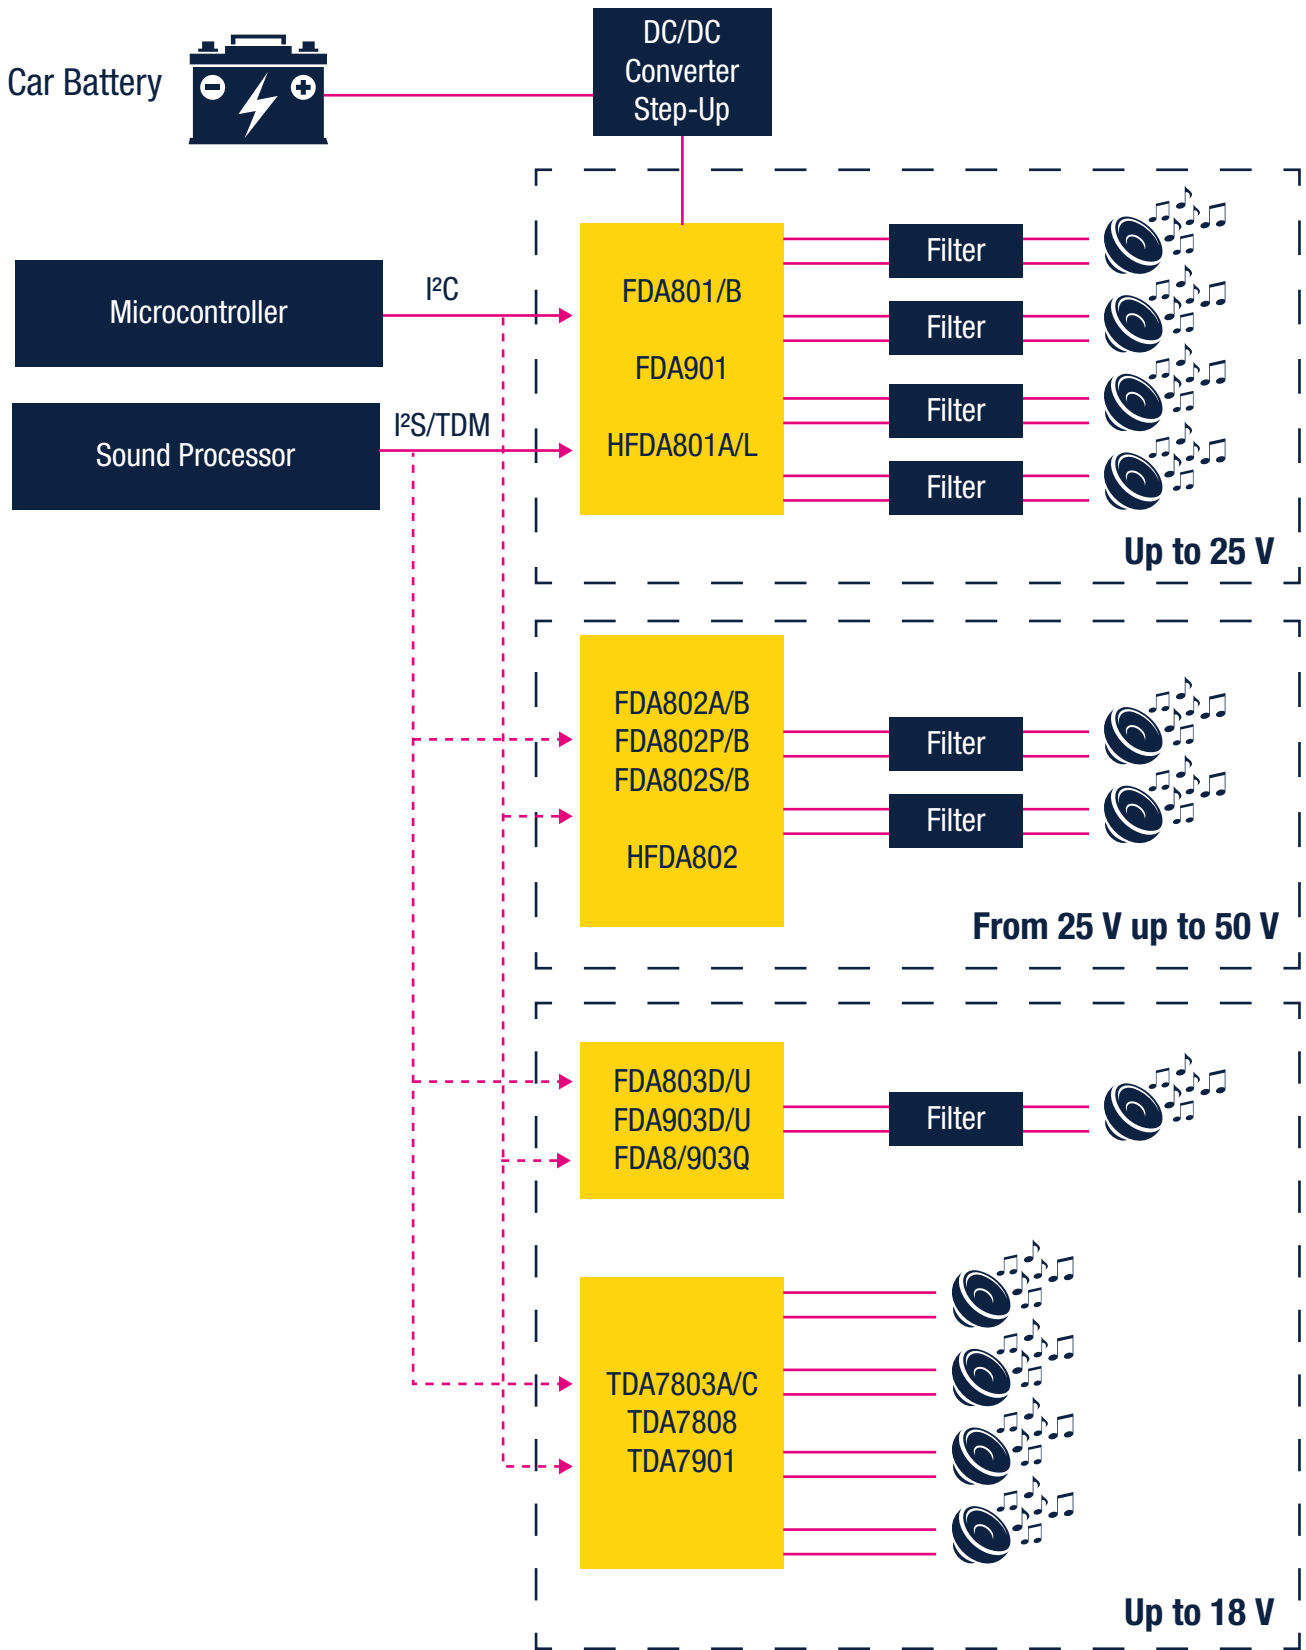 Car Battery
DC/DC
Converter
Step-Up
Microcontroller
I²C
Sound Processor
I²S/TDM
FDA801/B
FDA901
HFDA801A/L
Filter
Filter
Filter
Filter
Up to 25 V
FDA802A/B
FDA802P/B
FDA802S/B
HFDA802
Filter
Filter
From 25 V up to 50 V
FDA803D/U
FDA903D/U
FDA8/903Q
Filter
TDA7803A/C
TDA7808
TDA7901
Up to 18 V